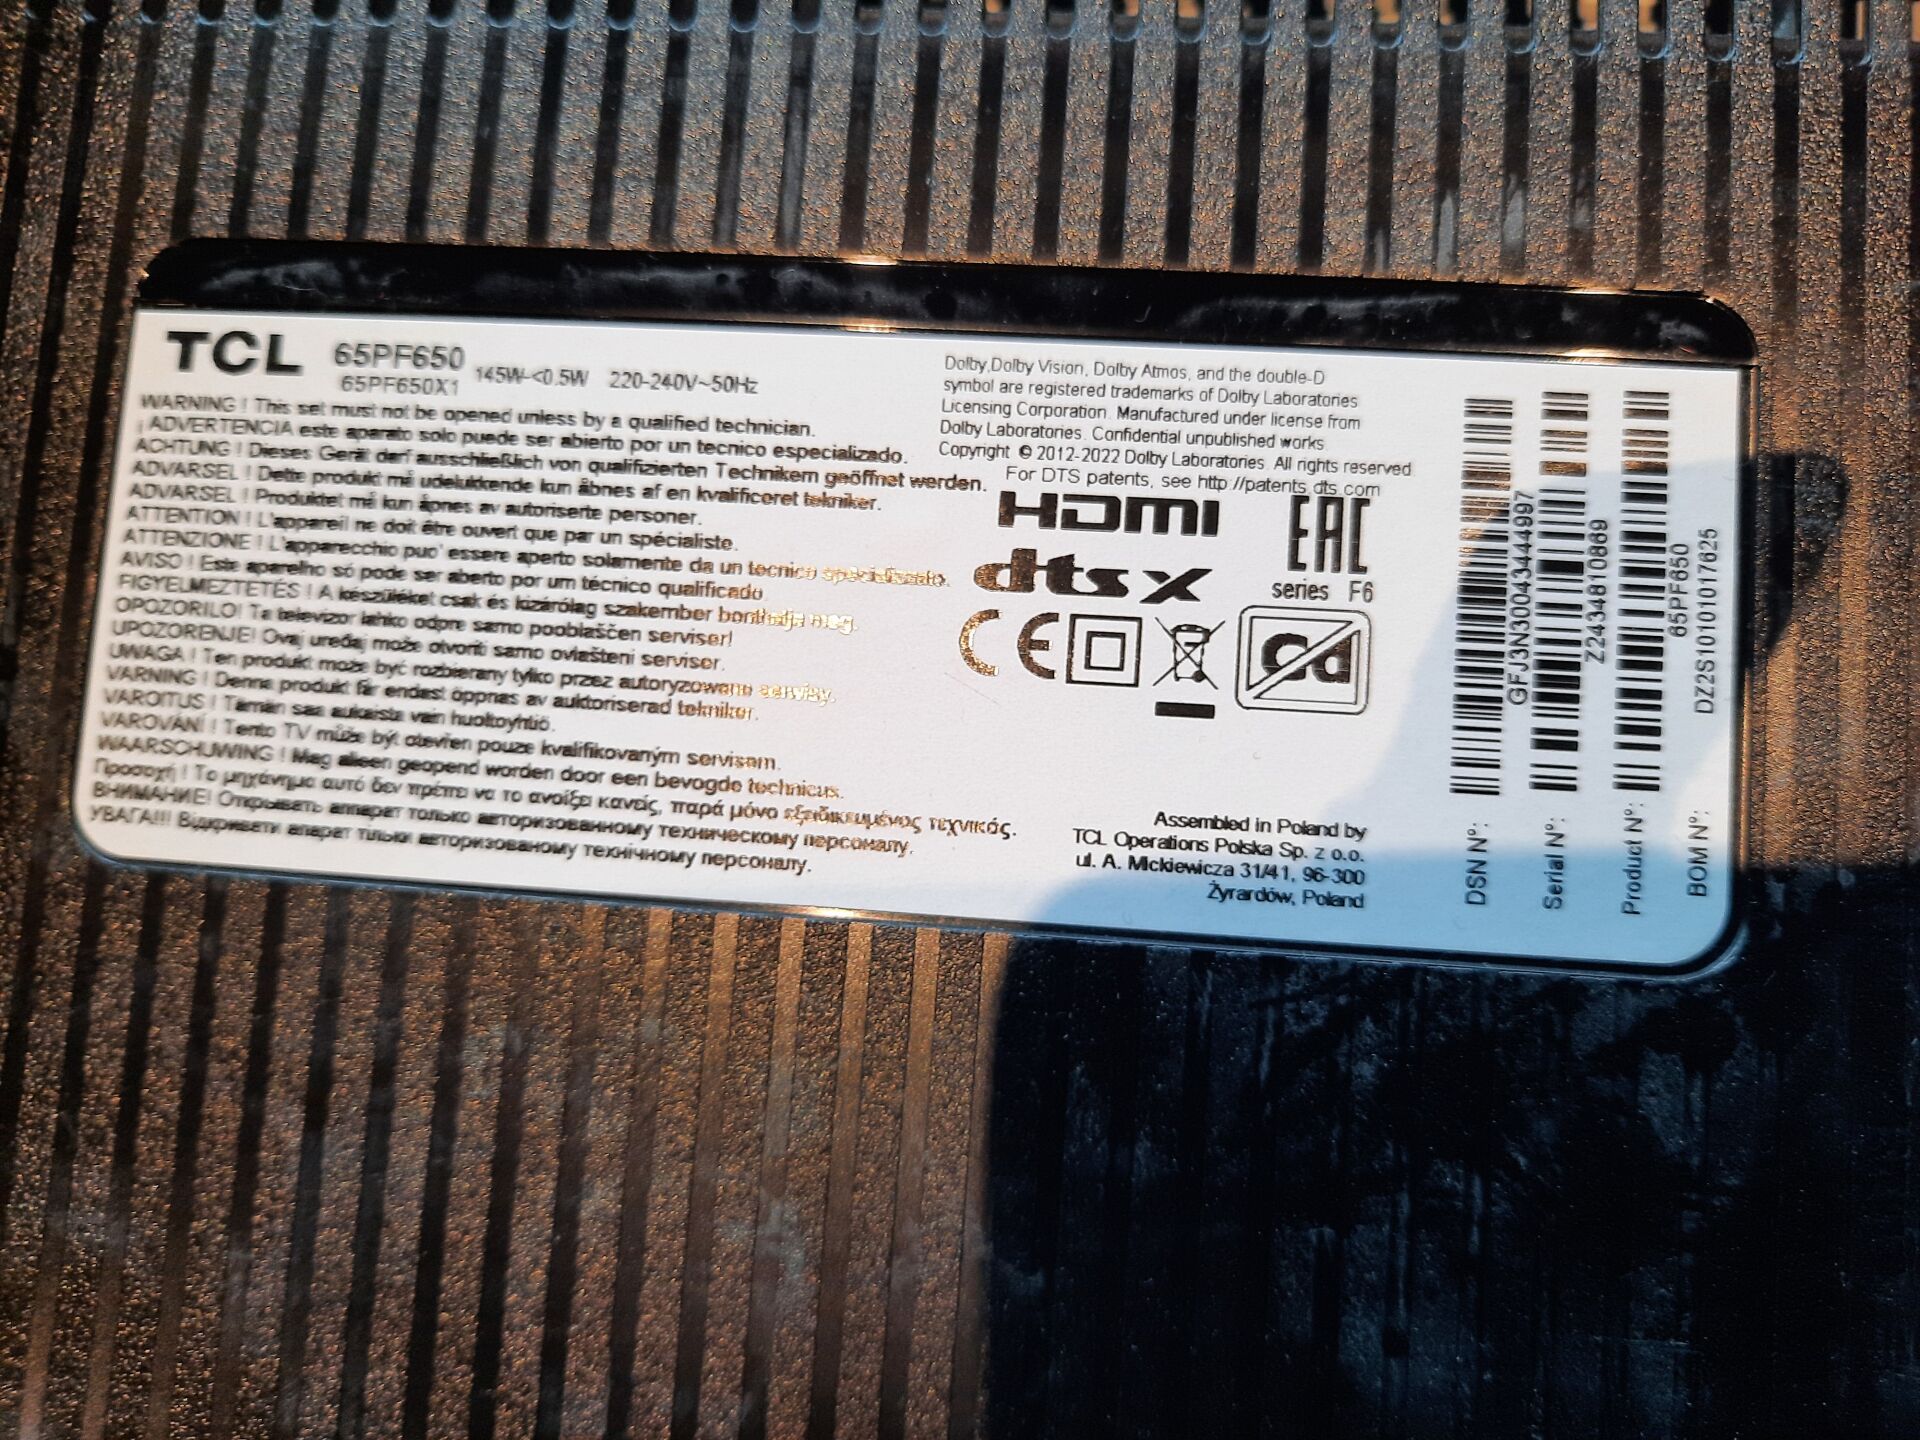 TCL 65PF650 145W-<0.5W 220-240V~50Hz
65PF650X1
WARNING ! This set must not be opened unless by a qualified technician.
¡ ADVERTENCIA este aparato solo puede ser abierto por un tecnico especializado.
ACHTUNG ! Dieses Gerät darf ausschließlich von qualifizierten Technikern geöffnet werden.
ADVARSEL ! Dette produkt må udelukkende kun åbnes af en kvalificeret tekniker.
ADVARSEL ! Produktet må kun åpnes av autoriserte personer.
ATTENTION ! L'appareil ne doit être ouvert que par un spécialiste.
ATTENZIONE ! L'apparecchio puo' essere aperto solamente da un tecnico specializzato.
AVISO ! Este aparelho só pode ser aberto por um técnico qualificado.
FIGYELMEZTETÉS ! A készüléket csak és kizárólag szakember bonthatja meg.
OPOZORILO! Ta televizor lahko odpre samo pooblaščen serviser!
UPOZORENJE! Ovaj uređaj može otvoriti samo ovlašteni serviser.
UWAGA ! Ten produkt może być rozbierany tylko przez autoryzowane serwisy.
VARNING ! Denna produkt får endast öppnas av auktoriserad tekniker.
VAROITUS ! Tämän saa aukaista vain huoltoyhtiö.
VAROVÁNÍ ! Tento TV může být otevřen pouze kvalifikovaným servisem.
WAARSCHUWING ! Mag alleen geopend worden door een bevogde technicus.
Προσοχή ! Το μηχάνημα αυτό δεν πρέπει να το ανοίξει κανείς, παρά μόνο εξειδικευμένος τεχνικός.
ВНИМАНИЕ! Открывать аппарат только авторизованному техническому персоналу.
УВАГА!!! Відкривати апарат тільки авторизованому технічному персоналу.
Dolby,Dolby Vision, Dolby Atmos, and the double-D
symbol are registered trademarks of Dolby Laboratories
Licensing Corporation. Manufactured under license from
Dolby Laboratories. Confidential unpublished works
Copyright © 2012-2022 Dolby Laboratories. All rights reserved
For DTS patents, see http://patents.dts.com
HDMI
EAC
dts X
series F6
CE
Assembled in Poland by
TCL Operations Polska Sp. z o.o.
ul. A. Mickiewicza 31/41, 96-300
Żyrardów, Poland
DSN Nº: GFJ3N30043444997
Serial Nº: Z243481O869
Product Nº: 65PF650
BOM Nº: DZ2S10101017625